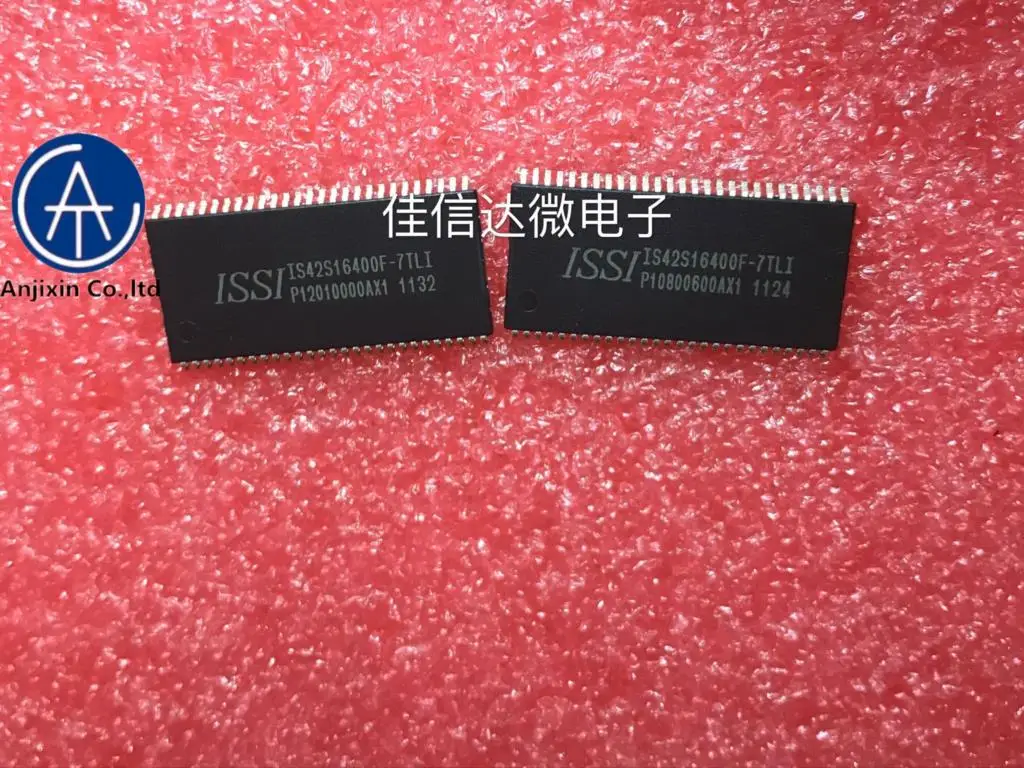 佳信达微电子
Anjixin Co.,ltd
ISSI IS42S16400F-7TLI
P12010000AX1 1132
ISSI IS42S16400F-7TLI
P10800600AX1 1124